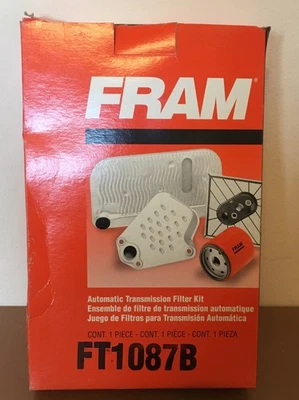 FRAM
FRAM
Automatic Transmission Filter Kit
Ensemble de filtre de transmission automatique
Juego de Filtros para Transmisión Automática
CONT. 1 PIECE - CONT. 1 PIÈCE - CONT. 1 PIEZA
FT1087B